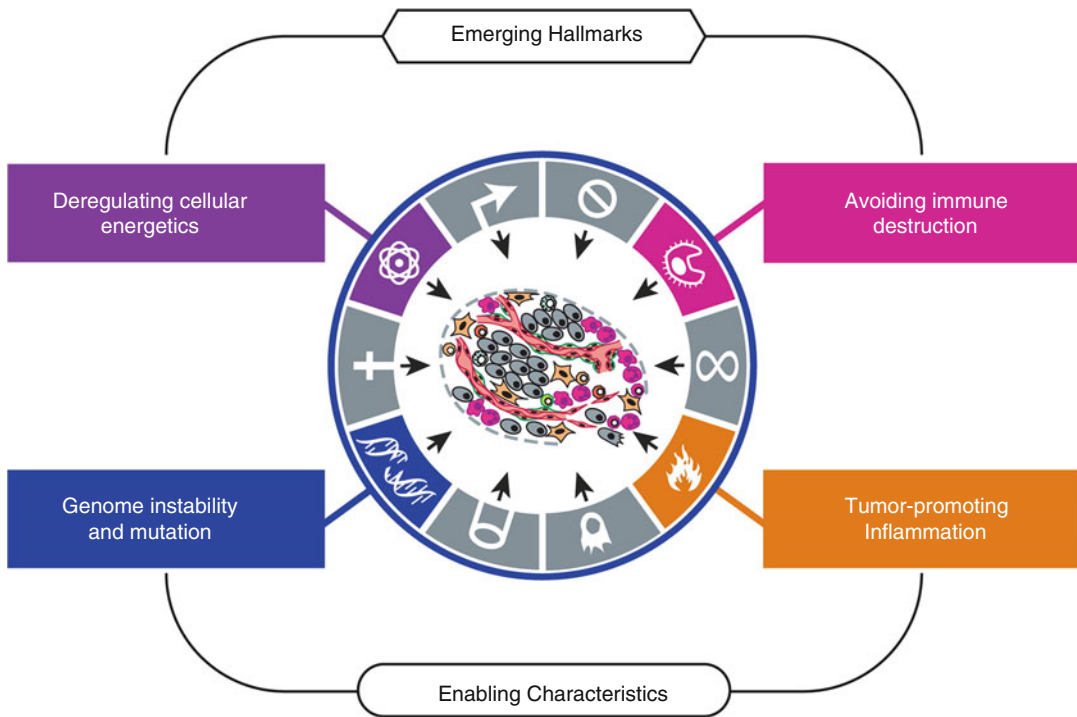 Emerging Hallmarks
Deregulating cellular
energetics
Avoiding immune
destruction
Genome instability
and mutation
Tumor-promoting
Inflammation
Enabling Characteristics